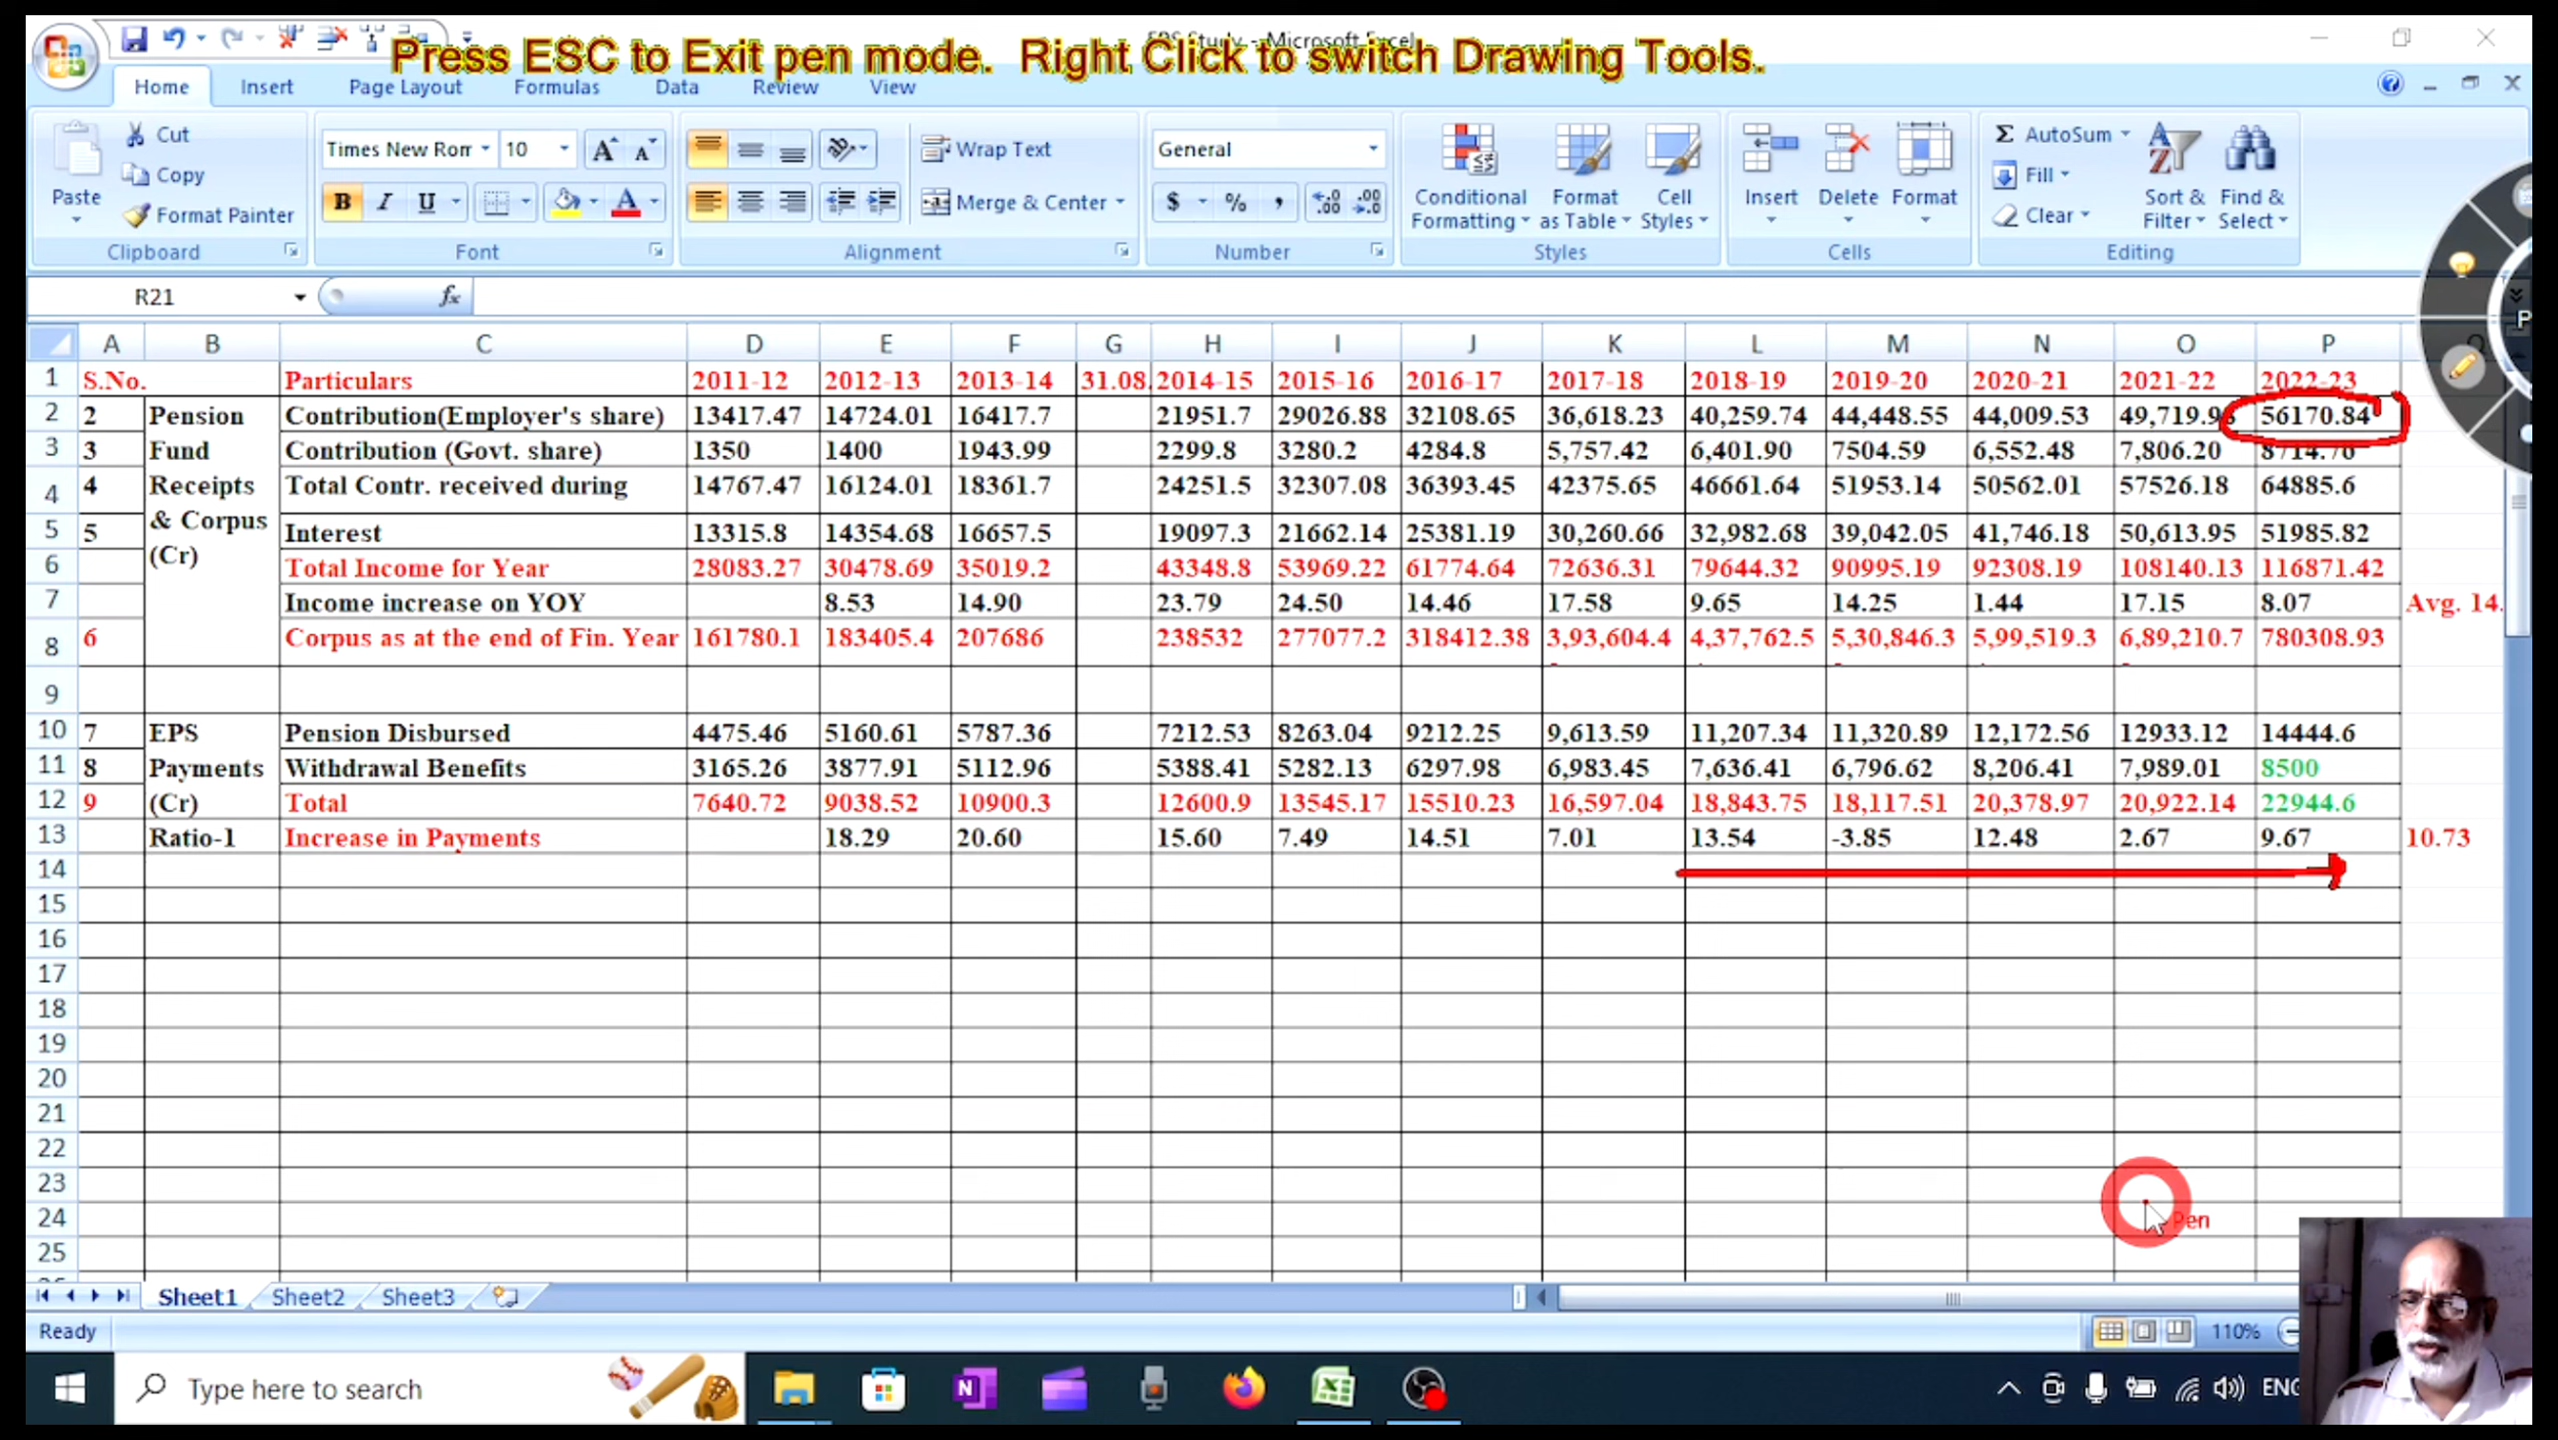 EPS Study - Microsoft Excel
Press ESC to Exit pen mode. Right Click to switch Drawing Tools.
Home Insert Page Layout Formulas Data Review View
Paste Cut Copy Format Painter Clipboard
Times New Ror 10 B I U Font
Wrap Text Merge & Center Alignment
General $ % , Number
Conditional Formatting Format as Table Cell Styles Styles
Insert Delete Format Cells
Σ AutoSum Fill Clear Sort & Filter Find & Select Editing
R21 fx
A B C D E F G H I J K L M N O P
1 S.No. Particulars 2011-12 2012-13 2013-14 31.08. 2014-15 2015-16 2016-17 2017-18 2018-19 2019-20 2020-21 2021-22 2022-23
2 2 Pension Contribution(Employer's share) 13417.47 14724.01 16417.7 21951.7 29026.88 32108.65 36,618.23 40,259.74 44,448.55 44,009.53 56170.84
3 3 Fund Contribution (Govt. share) 1350 1400 1943.99 2299.8 3280.2 4284.8 5,757.42 6,401.90 7504.59 6,552.48 7,806.20
4 4 Receipts Total Contr. received during 14767.47 16124.01 18361.7 24251.5 32307.08 36393.45 42375.65 46661.64 51953.14 50562.01 57526.18 64885.6
5 5 & Corpus Interest 13315.8 14354.68 16657.5 19097.3 21662.14 25381.19 30,260.66 32,982.68 39,042.05 41,746.18 50,613.95 51985.82
6 (Cr) Total Income for Year 28083.27 30478.69 35019.2 43348.8 53969.22 61774.64 72636.31 79644.32 90995.19 92308.19 108140.13 116871.42
7 Income increase on YOY 8.53 14.90 23.79 24.50 14.46 17.58 9.65 14.25 1.44 17.15 8.07 Avg. 14.
8 6 Corpus as at the end of Fin. Year 161780.1 183405.4 207686 238532 277077.2 318412.38 3,93,604.4 4,37,762.5 5,30,846.3 5,99,519.3 6,89,210.7 780308.93
9
10 7 EPS Pension Disbursed 4475.46 5160.61 5787.36 7212.53 8263.04 9212.25 9,613.59 11,207.34 11,320.89 12,172.56 12933.12 14444.6
11 8 Payments Withdrawal Benefits 3165.26 3877.91 5112.96 5388.41 5282.13 6297.98 6,983.45 7,636.41 6,796.62 8,206.41 7,989.01 8500
12 9 (Cr) Total 7640.72 9038.52 10900.3 12600.9 13545.17 15510.23 16,597.04 18,843.75 18,117.51 20,378.97 20,922.14 22944.6
13 Ratio-1 Increase in Payments 18.29 20.60 15.60 7.49 14.51 7.01 13.54 -3.85 12.48 2.67 9.67 10.73
14
15
16
17
18
19
20
21
22
23
24 Pen
25
Sheet1 Sheet2 Sheet3
Ready 110%
Type here to search ENG